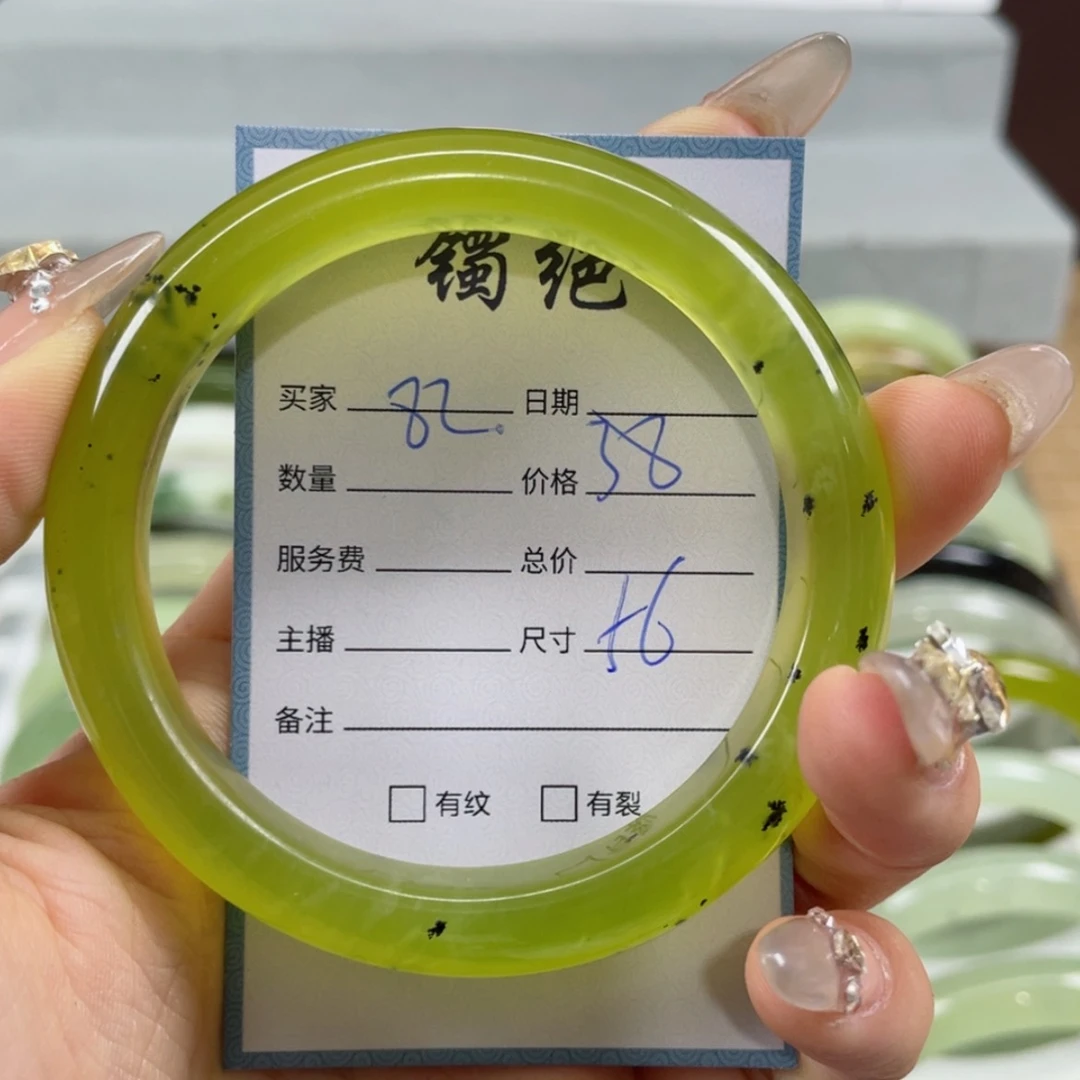 镯绝
买家 82. 日期
数量 价格 58
服务费 总价
主播 尺寸 56
备注
□有纹 □有裂